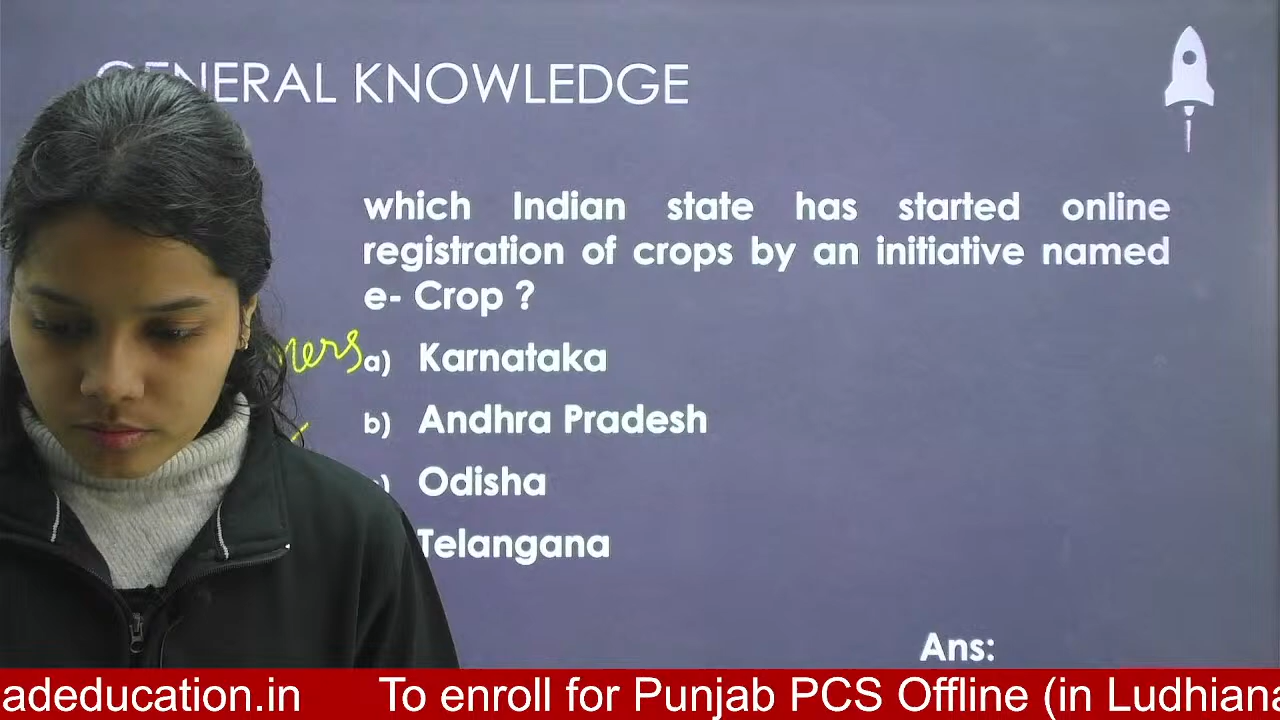 GENERAL KNOWLEDGE
which Indian state has started online
registration of crops by an initiative named
e- Crop ?
a) Karnataka
b) Andhra Pradesh
Odisha
Telangana
Ans:
adeducation.in To enroll for Punjab PCS Offline (in Ludhiana